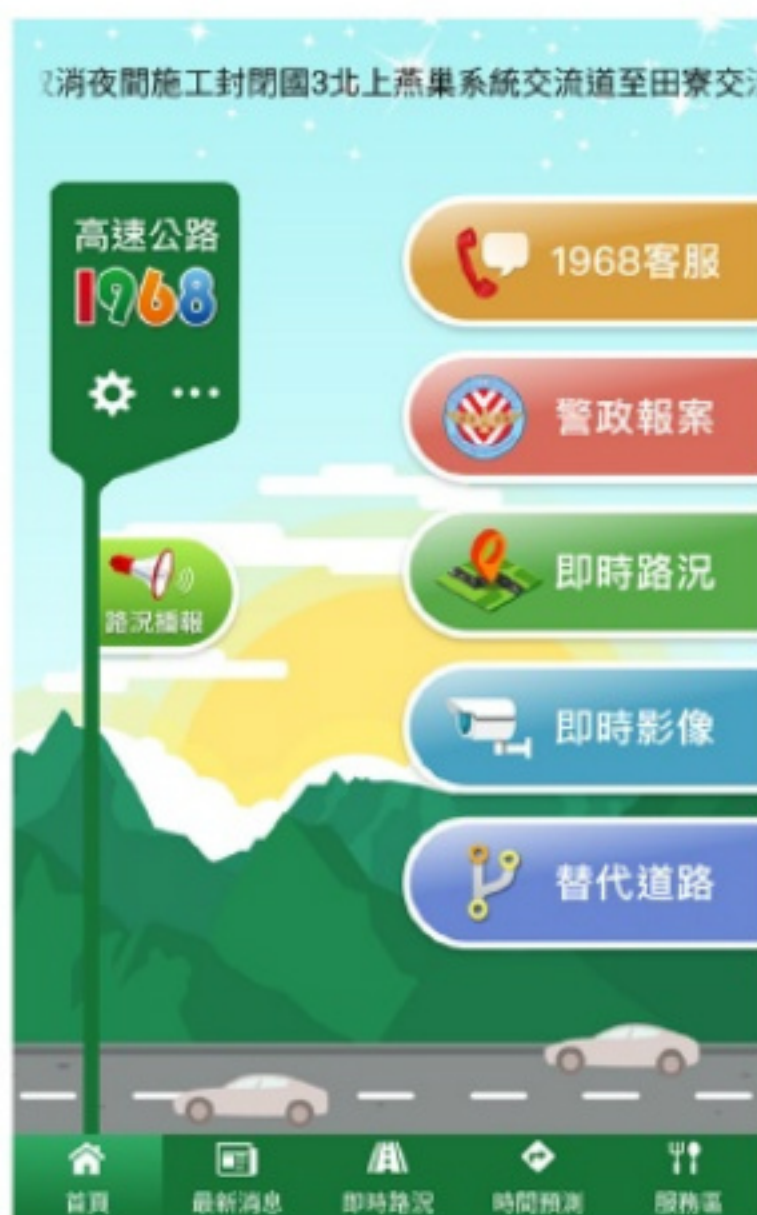 消夜間施工封閉國3北上燕巢系統交流道至田寮交
高速公路
1968
1968客服
警政報案
路況播報
即時路況
即時影像
替代道路
首頁
最新消息
即時路況
時間預測
服務區